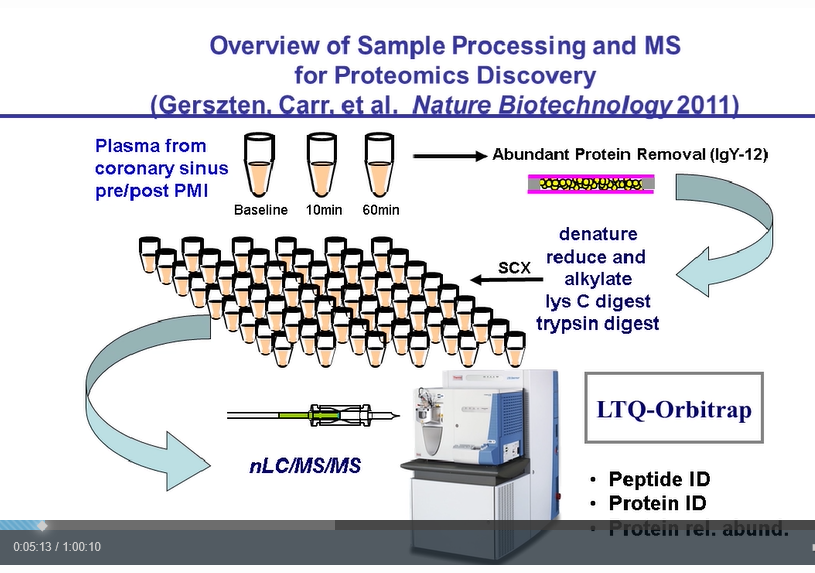 Overview of Sample Processing and MS
for Proteomics Discovery
(Gerszten, Carr, et al. Nature Biotechnology 2011)
Plasma from
coronary sinus
pre/post PMI
Baseline 10min 60min
Abundant Protein Removal (IgY-12)
denature
reduce and
alkylate
lys C digest
trypsin digest
SCX
nLC/MS/MS
LTQ-Orbitrap
• Peptide ID
• Protein ID
• Protein rel. abund.
0:05:13 / 1:00:10